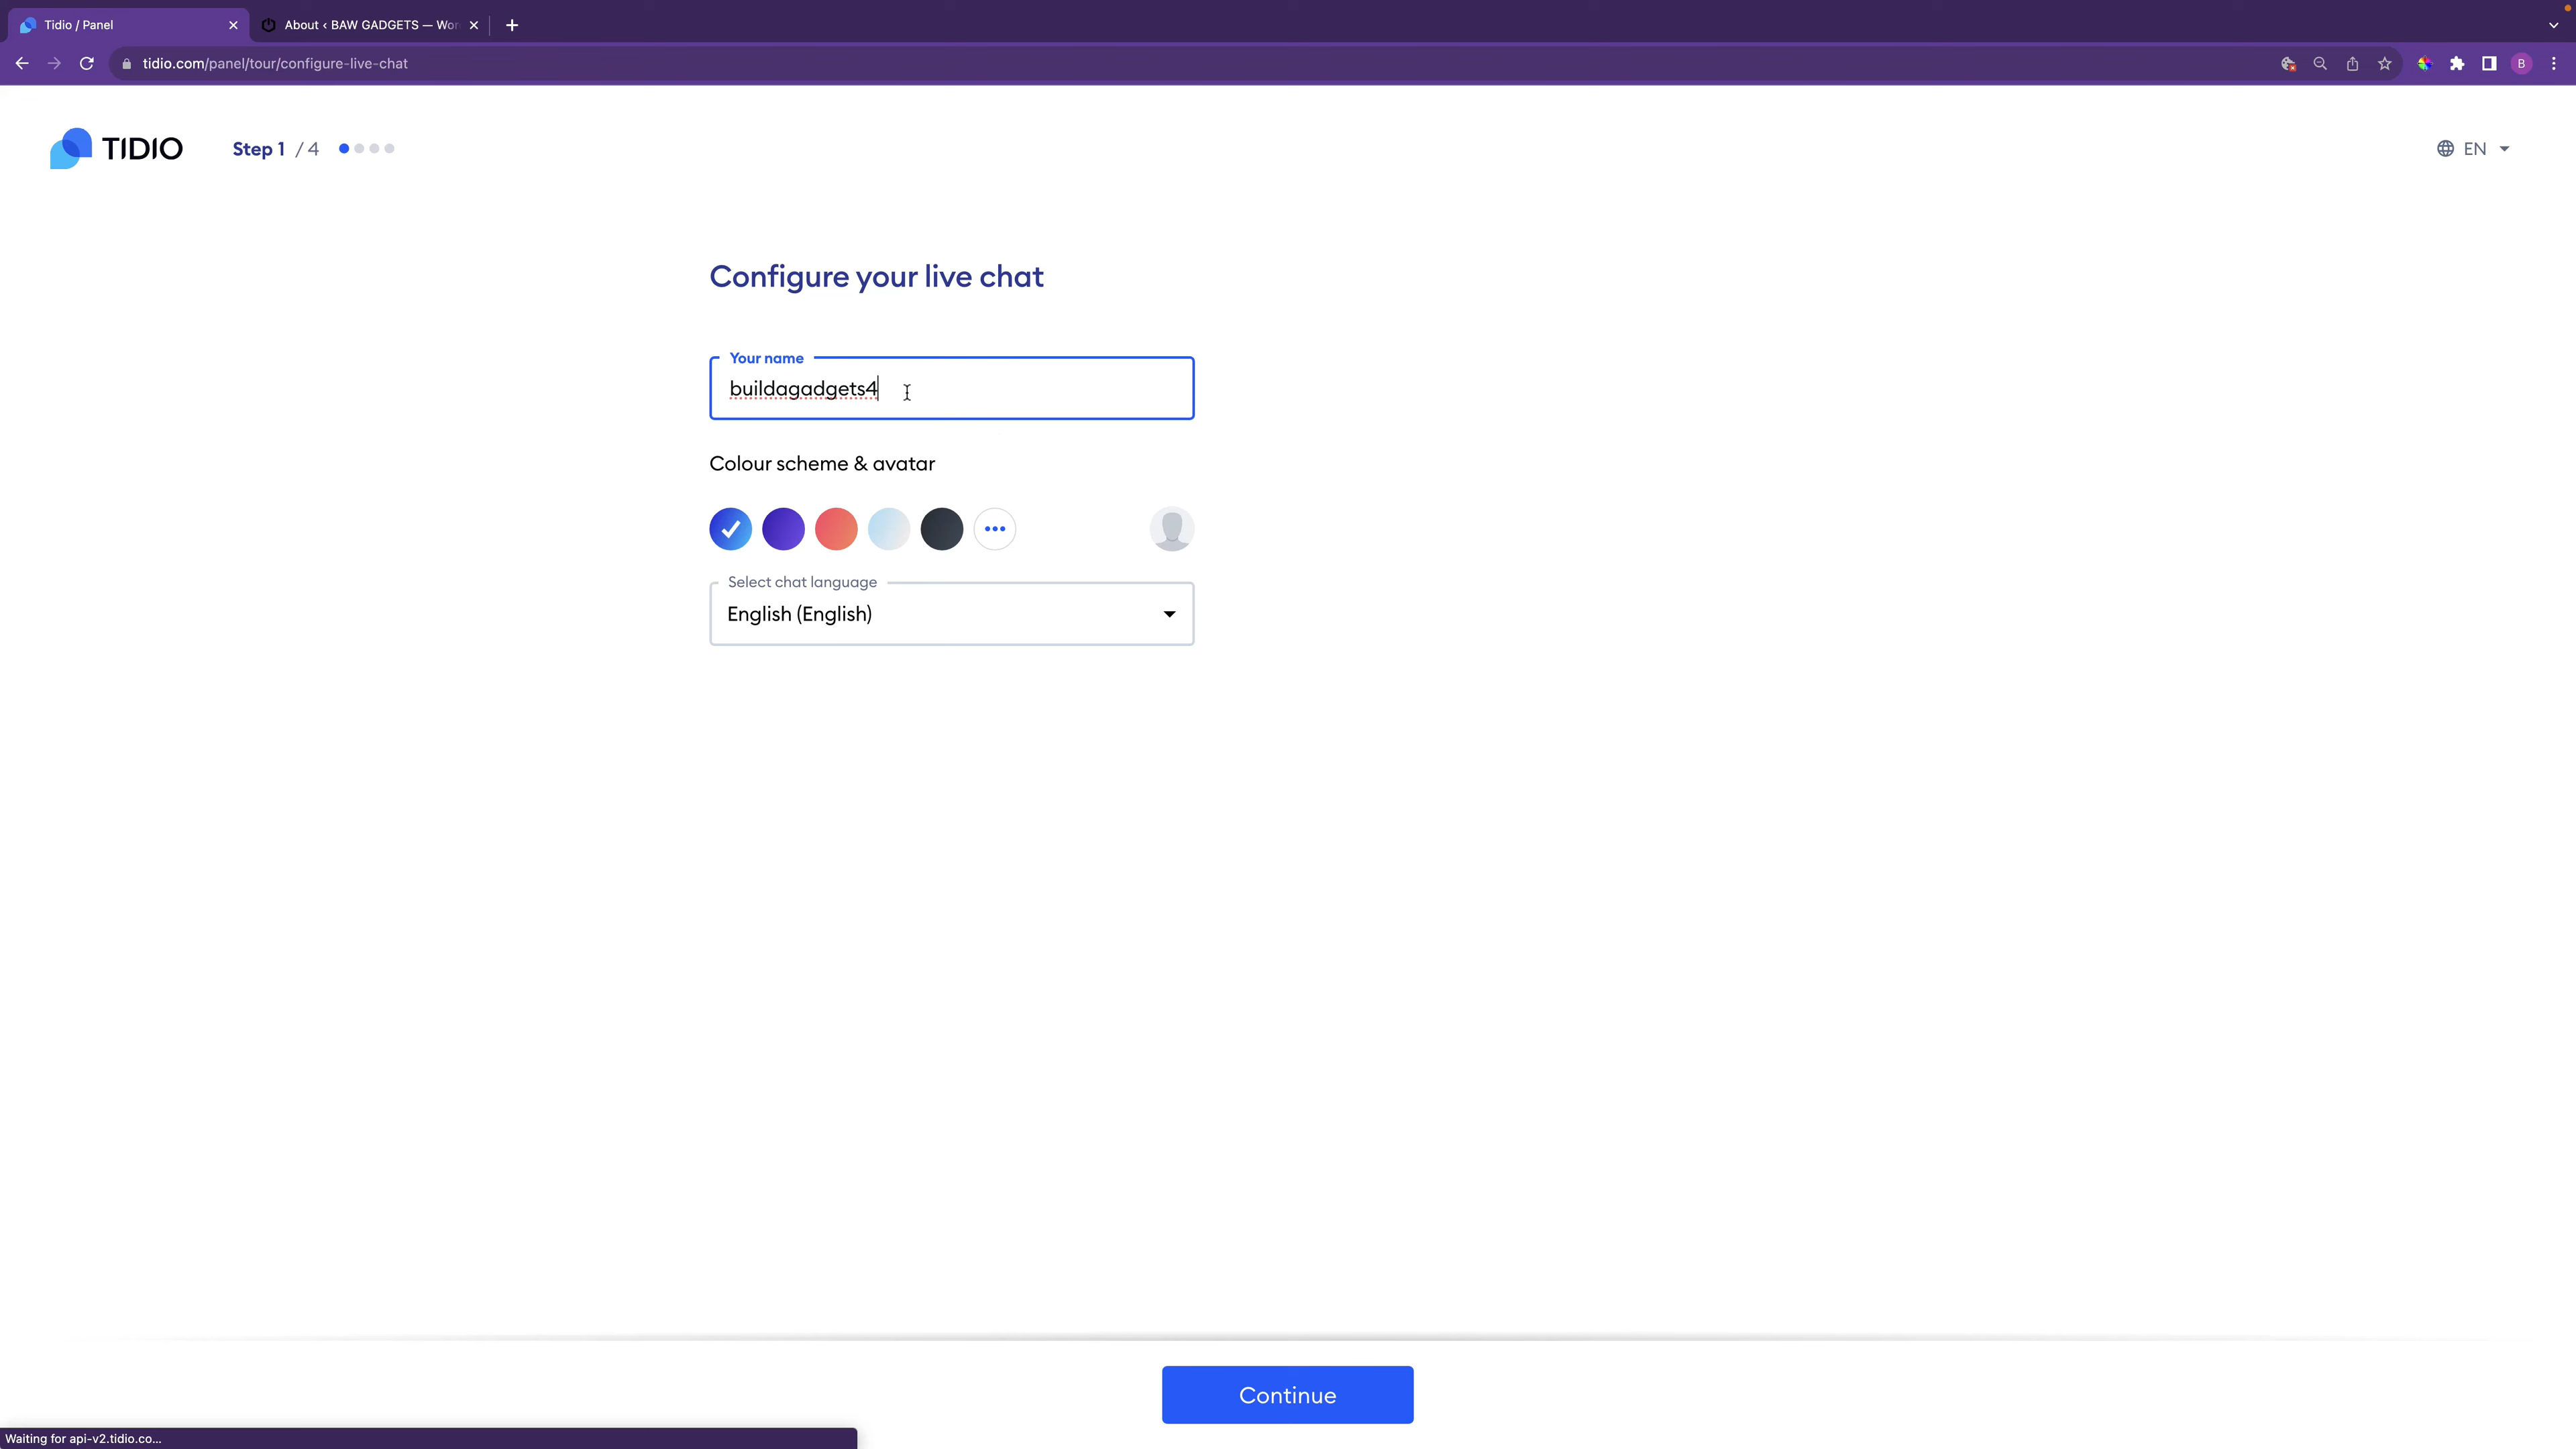 Tidio / Panel
About ‹ BAW GADGETS — Wor
tidio.com/panel/tour/configure-live-chat
B
TIDIO
Step 1 / 4
EN
Configure your live chat
Your name
buildagadgets4
Colour scheme & avatar
Select chat language
English (English)
Continue
Waiting for api-v2.tidio.co...